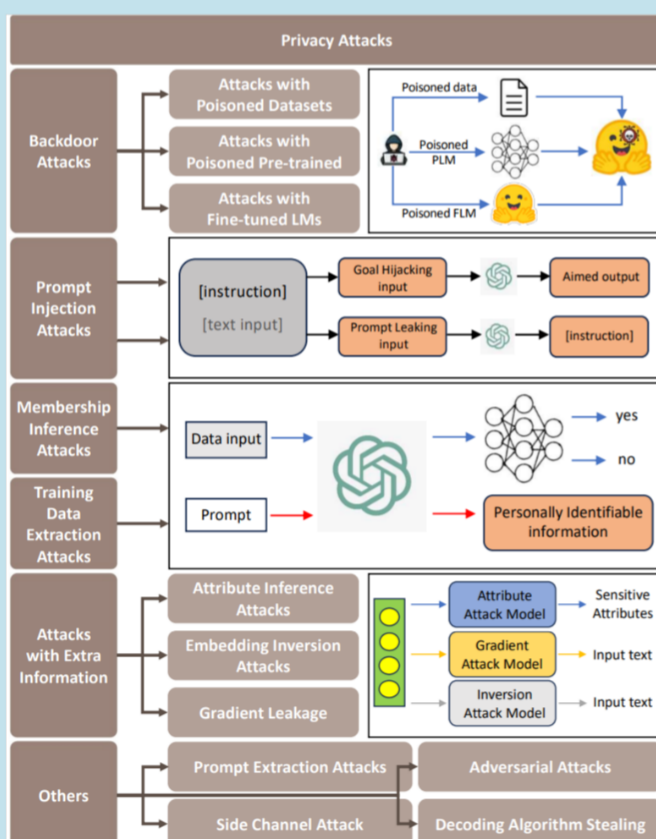 Privacy Attacks
Backdoor
Attacks
Attacks with
Poisoned Datasets
Attacks with
Poisoned Pre-trained
Attacks with
Fine-tuned LMs
Poisoned data
Poisoned
PLM
Poisoned FLM
Prompt
Injection
Attacks
[instruction]
[text input]
Goal Hijacking
input
Aimed output
Prompt Leaking
input
[instruction]
Membership
Inference
Attacks
Data input
yes
no
Training
Data
Extraction
Attacks
Prompt
Personally Identifiable
information
Attacks
with Extra
Information
Attribute Inference
Attacks
Embedding Inversion
Attacks
Gradient Leakage
Attribute
Attack Model
Sensitive
Attributes
Gradient
Attack Model
Input text
Inversion
Attack Model
Input text
Others
Prompt Extraction Attacks
Adversarial Attacks
Side Channel Attack
Decoding Algorithm Stealing